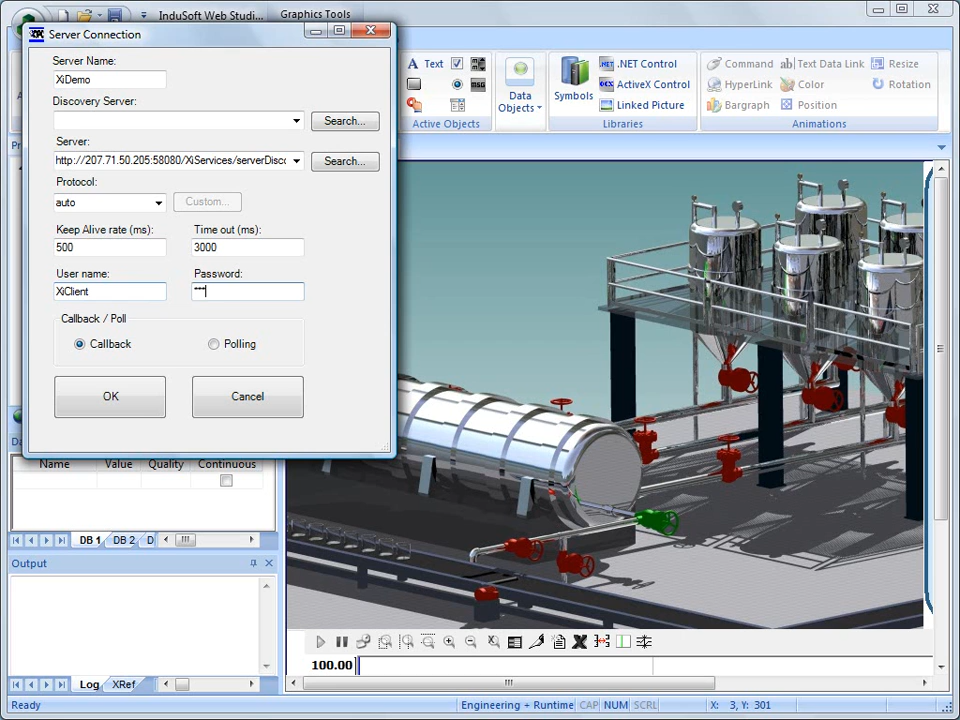 InduSoft Web Studi...
Graphics Tools
Server Connection
Server Name:
XiDemo
Discovery Server:
Search...
Server:
http://207.71.50.205:58080/XiServices/serverDisco
Search...
Protocol:
auto
Custom...
Keep Alive rate (ms):
Time out (ms):
500
3000
User name:
Password:
XiClient
***
Callback / Poll
Callback
Polling
OK
Cancel
Text
MSG
Active Objects
Data
Objects
Symbols
.NET Control
ActiveX Control
Linked Picture
Libraries
Command
Text Data Link
Resize
HyperLink
Color
Rotation
Bargraph
Position
Animations
Name
Value
Quality
Continuous
DB 1
DB 2
D
Output
Log
XRef
100.00
Ready
Engineering + Runtime
CAP
NUM
SCRL
X: 3, Y: 301